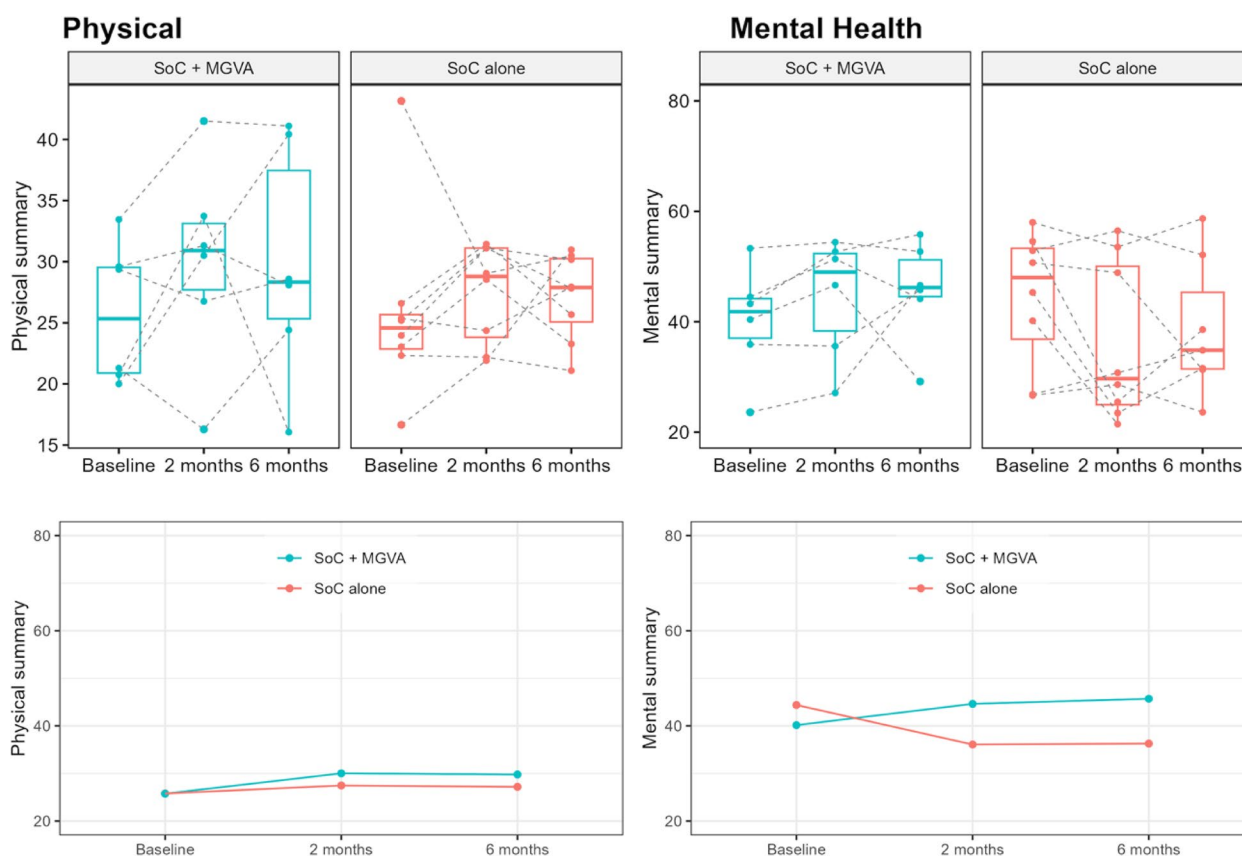 Physical
SoC + MGVA
SoC alone
Physical summary
40
35
30
25
20
15
Baseline 2 months 6 months
Baseline 2 months 6 months
Mental Health
SoC + MGVA
SoC alone
Mental summary
80
60
40
20
Baseline 2 months 6 months
Baseline 2 months 6 months
Physical summary
80
60
40
20
SoC + MGVA
SoC alone
Baseline 2 months 6 months
Mental summary
80
60
40
20
SoC + MGVA
SoC alone
Baseline 2 months 6 months